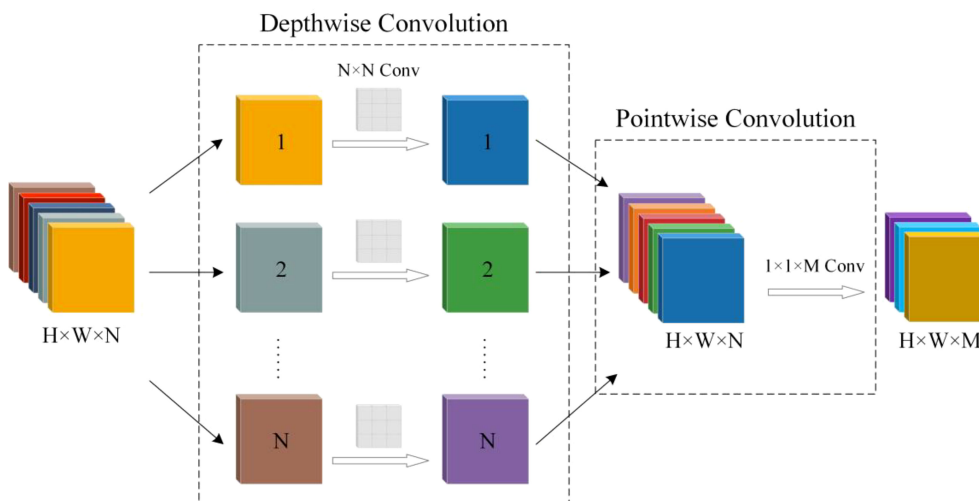 Depthwise Convolution
N×N Conv
1
1
Pointwise Convolution
2
2
1×1×M Conv
H×W×N
H×W×N
H×W×M
N
N